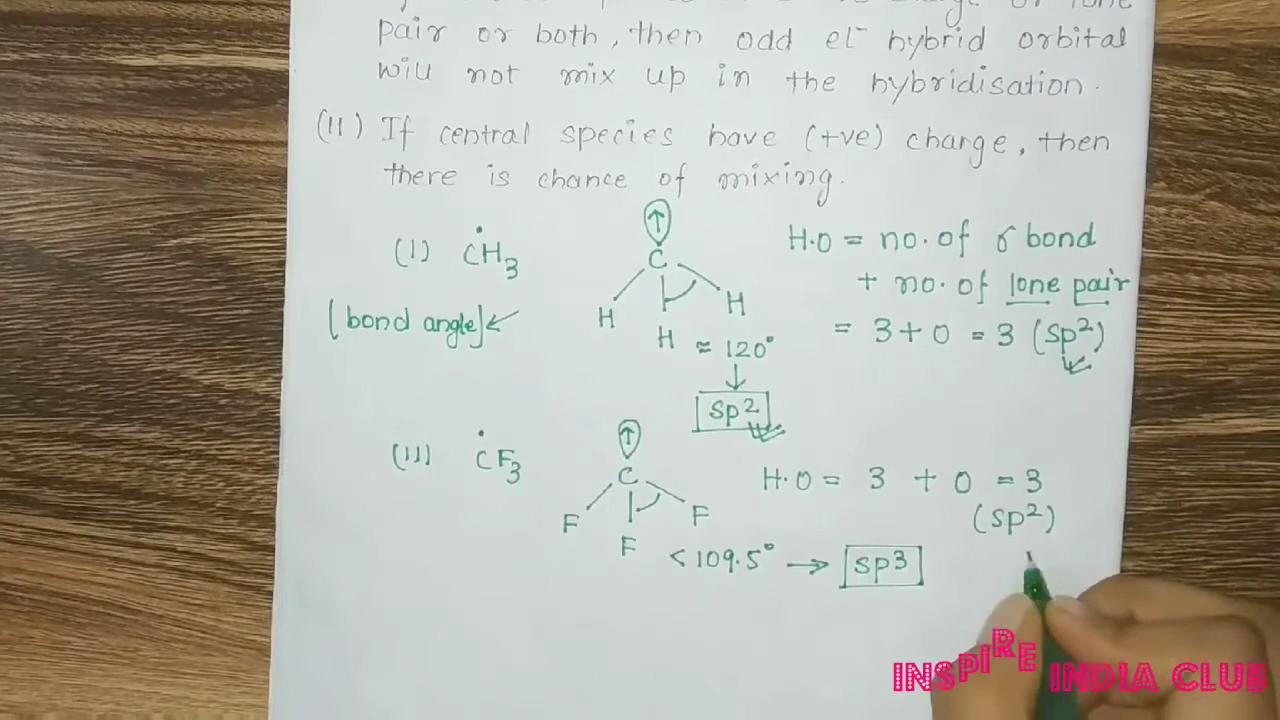 or lone
pair or both, then odd el⁻ hybrid orbital
will not mix up in the hybridisation.
(II) If central species have (+ve) charge, then
there is chance of mixing.
(I) ĊH₃
[bond angle]
↑
C
H H H
≈ 120°
↓
Sp²
H.O = no. of б bond
+ no. of lone pair
= 3 + 0 = 3 (Sp²)
(II) ĊF₃
↑
C
F F F
< 109.5° → sp3
H.O = 3 + 0 = 3
(Sp²)
INSPIRE INDIA CLUB